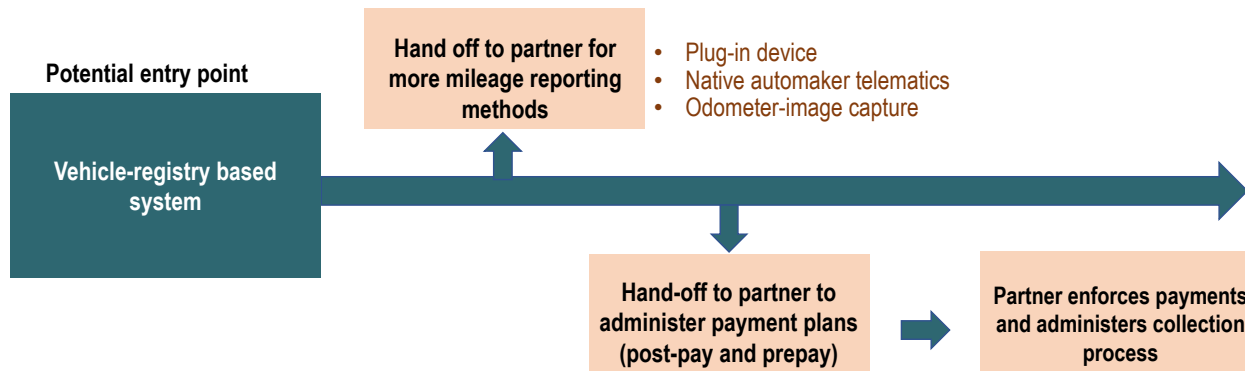 Potential entry point
Vehicle-registry based
system
Hand off to partner for
more mileage reporting
methods
• Plug-in device
• Native automaker telematics
• Odometer-image capture
Hand-off to partner to
administer payment plans
(post-pay and prepay)
Partner enforces payments
and administers collection
process